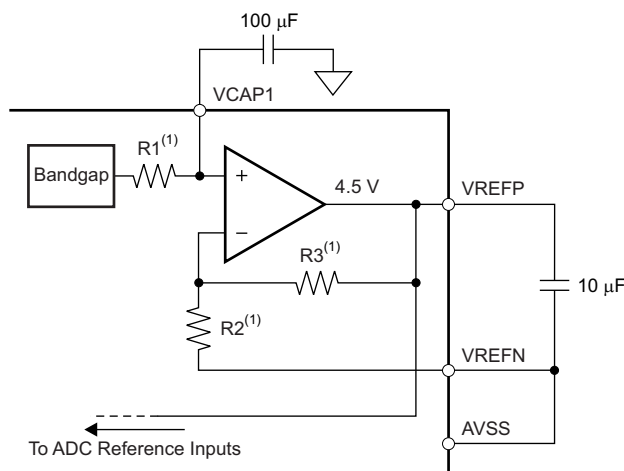 100 μF
VCAP1
R1(1)
Bandgap
+
4.5 V
VREFP
−
R3(1)
10 μF
R2(1)
VREFN
AVSS
To ADC Reference Inputs